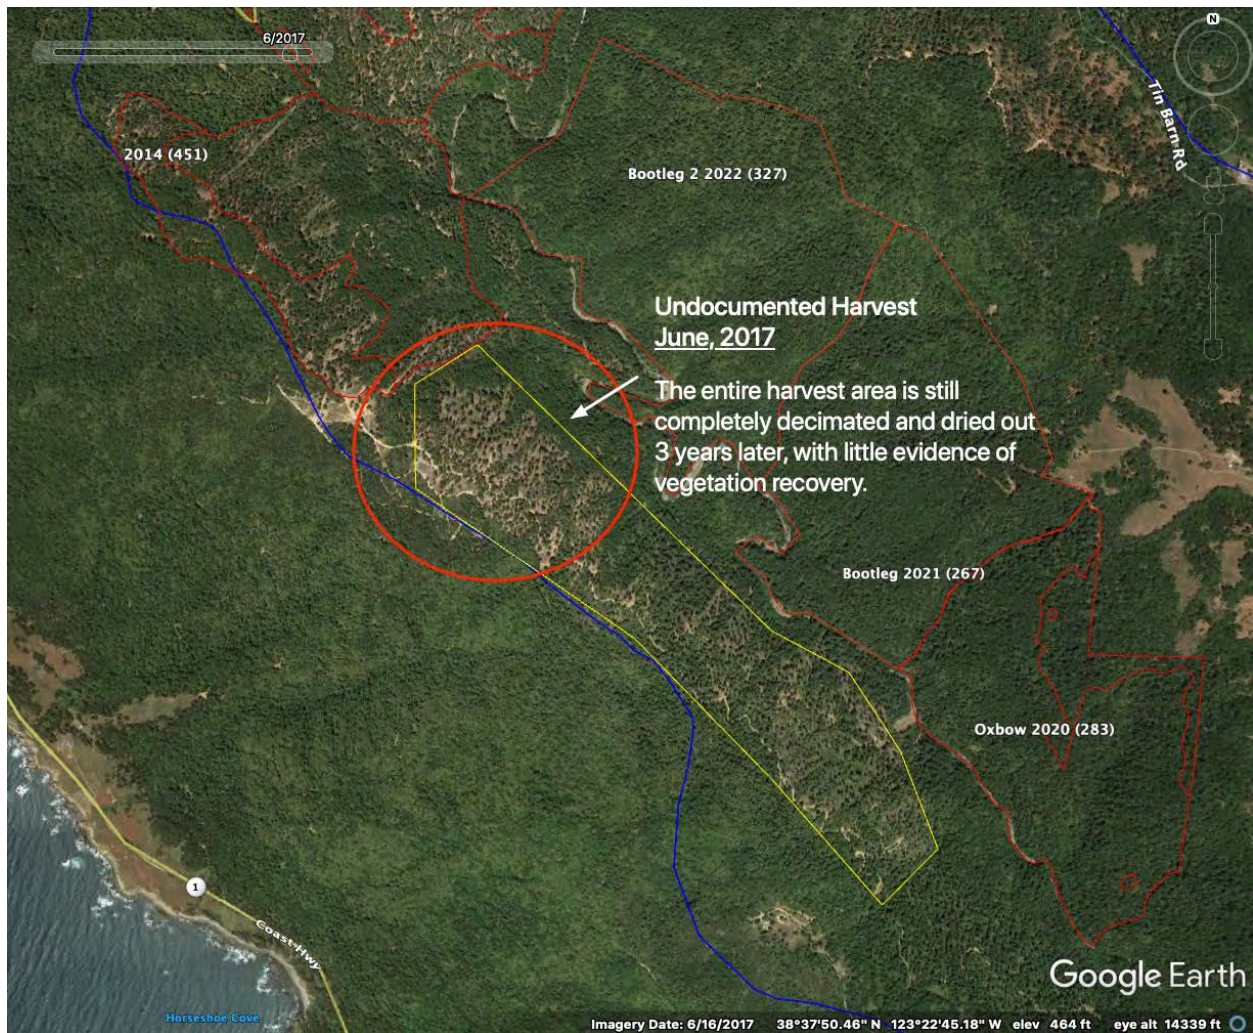 6/2017
N
Tin Barn Rd
2014 (451)
Bootleg 2 2022 (327)
Undocumented Harvest
June, 2017
The entire harvest area is still
completely decimated and dried out
3 years later, with little evidence of
vegetation recovery.
Bootleg 2021 (267)
Oxbow 2020 (283)
1
Coast Hwy
Horseshoe Cove
Google Earth
Imagery Date: 6/16/2017 38°37'50.46" N 123°22'45.18" W elev 464 ft eye alt 14339 ft